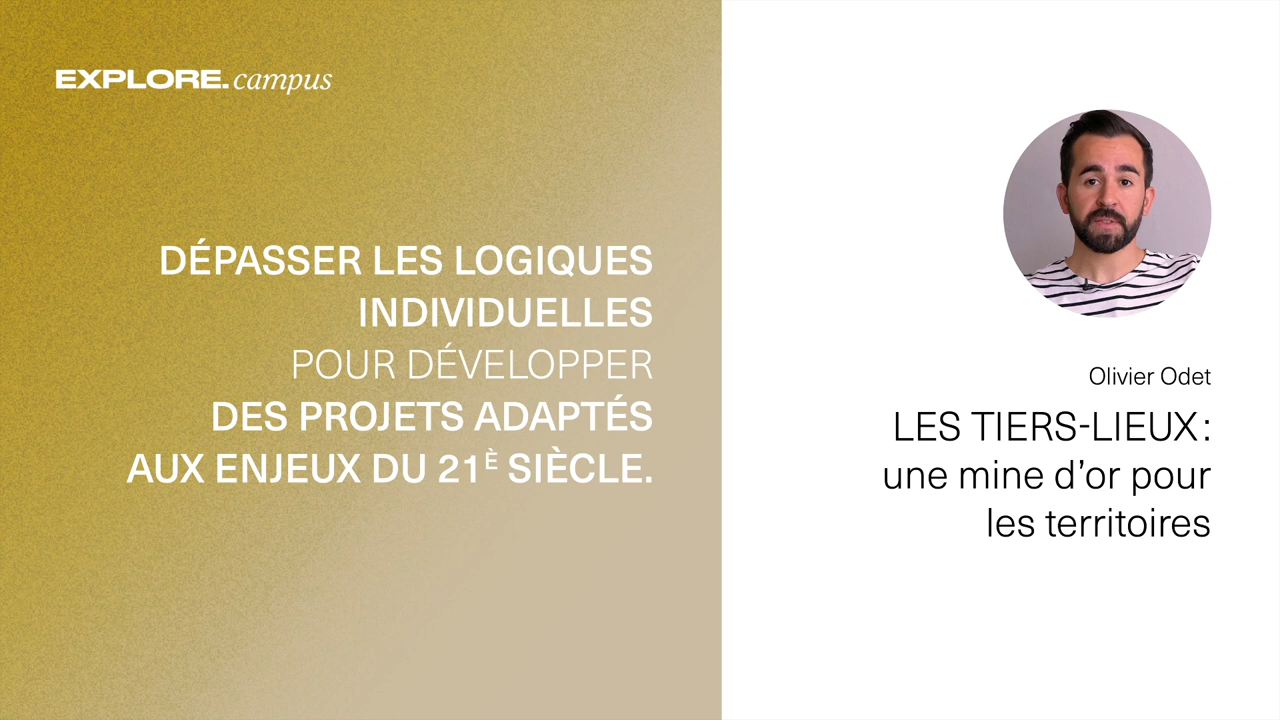 EXPLORE.campus
DÉPASSER LES LOGIQUES
INDIVIDUELLES
POUR DÉVELOPPER
DES PROJETS ADAPTÉS
AUX ENJEUX DU 21È SIÈCLE.
Olivier Odet
LES TIERS-LIEUX :
une mine d’or pour
les territoires